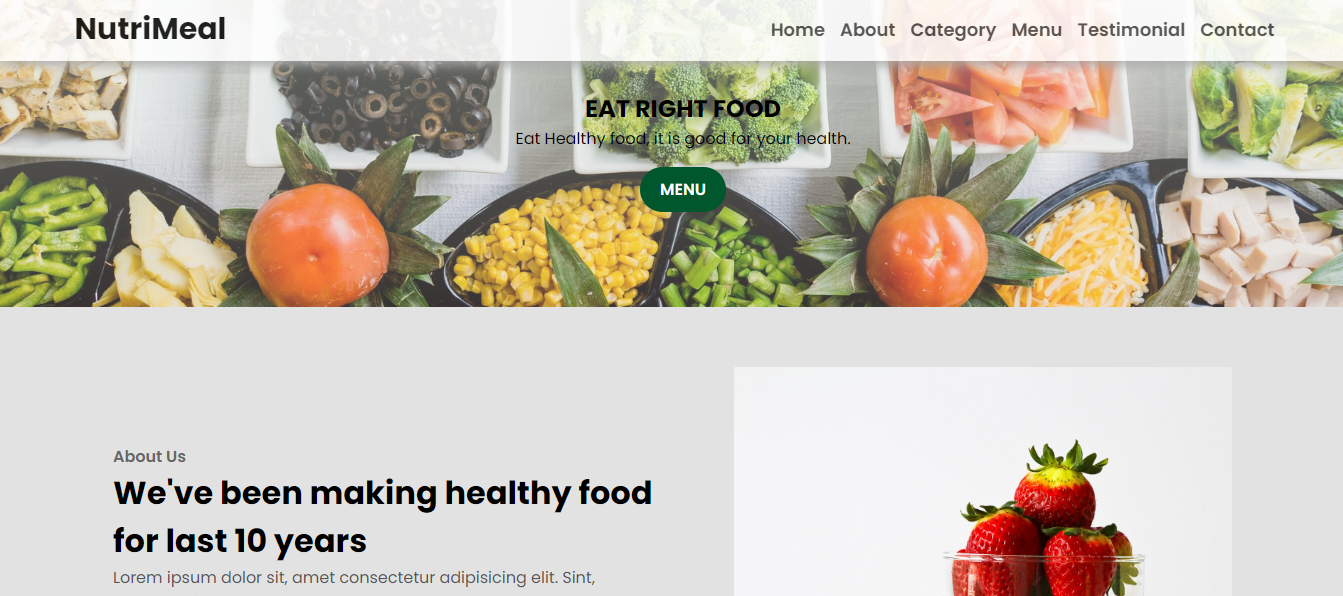 NutriMeal
Home About Category Menu Testimonial Contact
EAT RIGHT FOOD
Eat Healthy food, it is good for your health.
MENU
About Us
We've been making healthy food
for last 10 years
Lorem ipsum dolor sit, amet consectetur adipisicing elit. Sint,